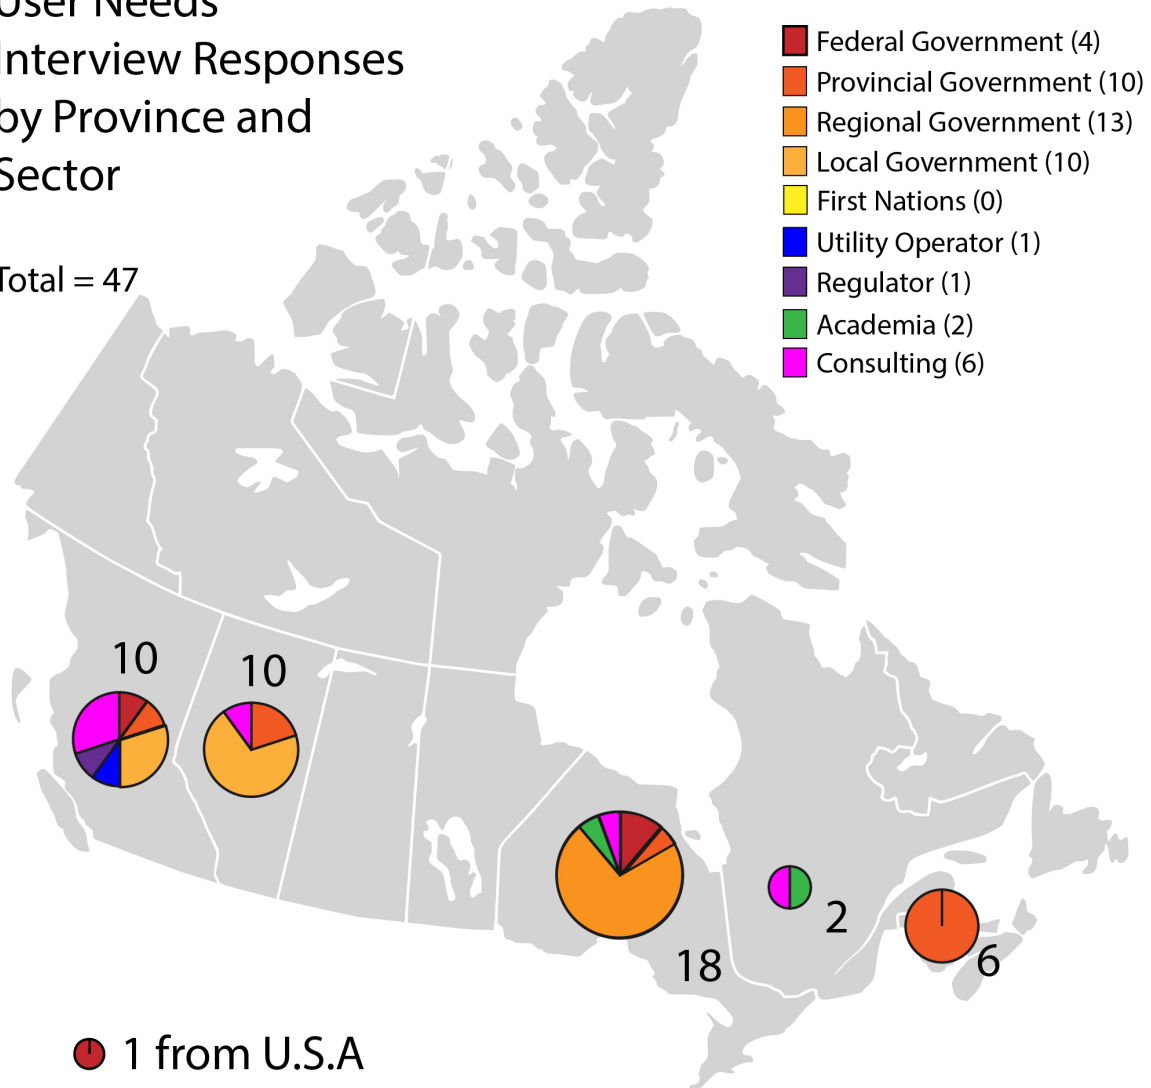 User Needs
Interview Responses
by Province and
Sector
Total = 47
Federal Government (4)
Provincial Government (10)
Regional Government (13)
Local Government (10)
First Nations (0)
Utility Operator (1)
Regulator (1)
Academia (2)
Consulting (6)
10
10
18
2
6
1 from U.S.A